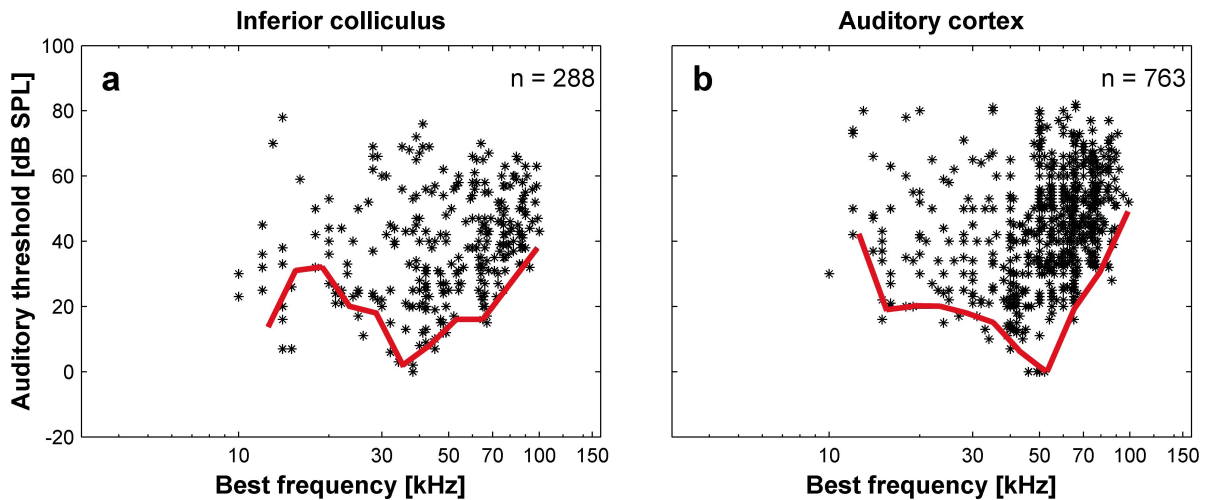 Inferior colliculus
Auditory cortex
a
n = 288
b
n = 763
Auditory threshold [dB SPL]
100
80
60
40
20
0
-20
10 30 50 70 100 150
10 30 50 70 100 150
Best frequency [kHz]
Best frequency [kHz]